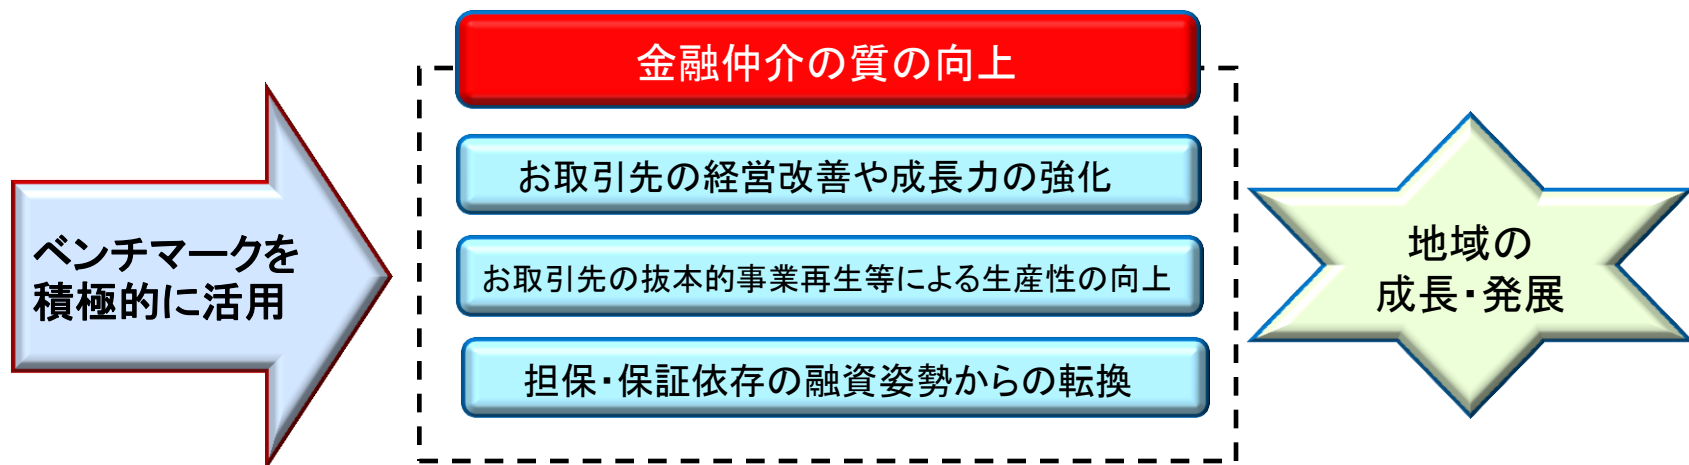 金融仲介の質の向上
ベンチマークを
積極的に活用
お取引先の経営改善や成長力の強化
お取引先の抜本的事業再生等による生産性の向上
担保・保証依存の融資姿勢からの転換
地域の
成長・発展